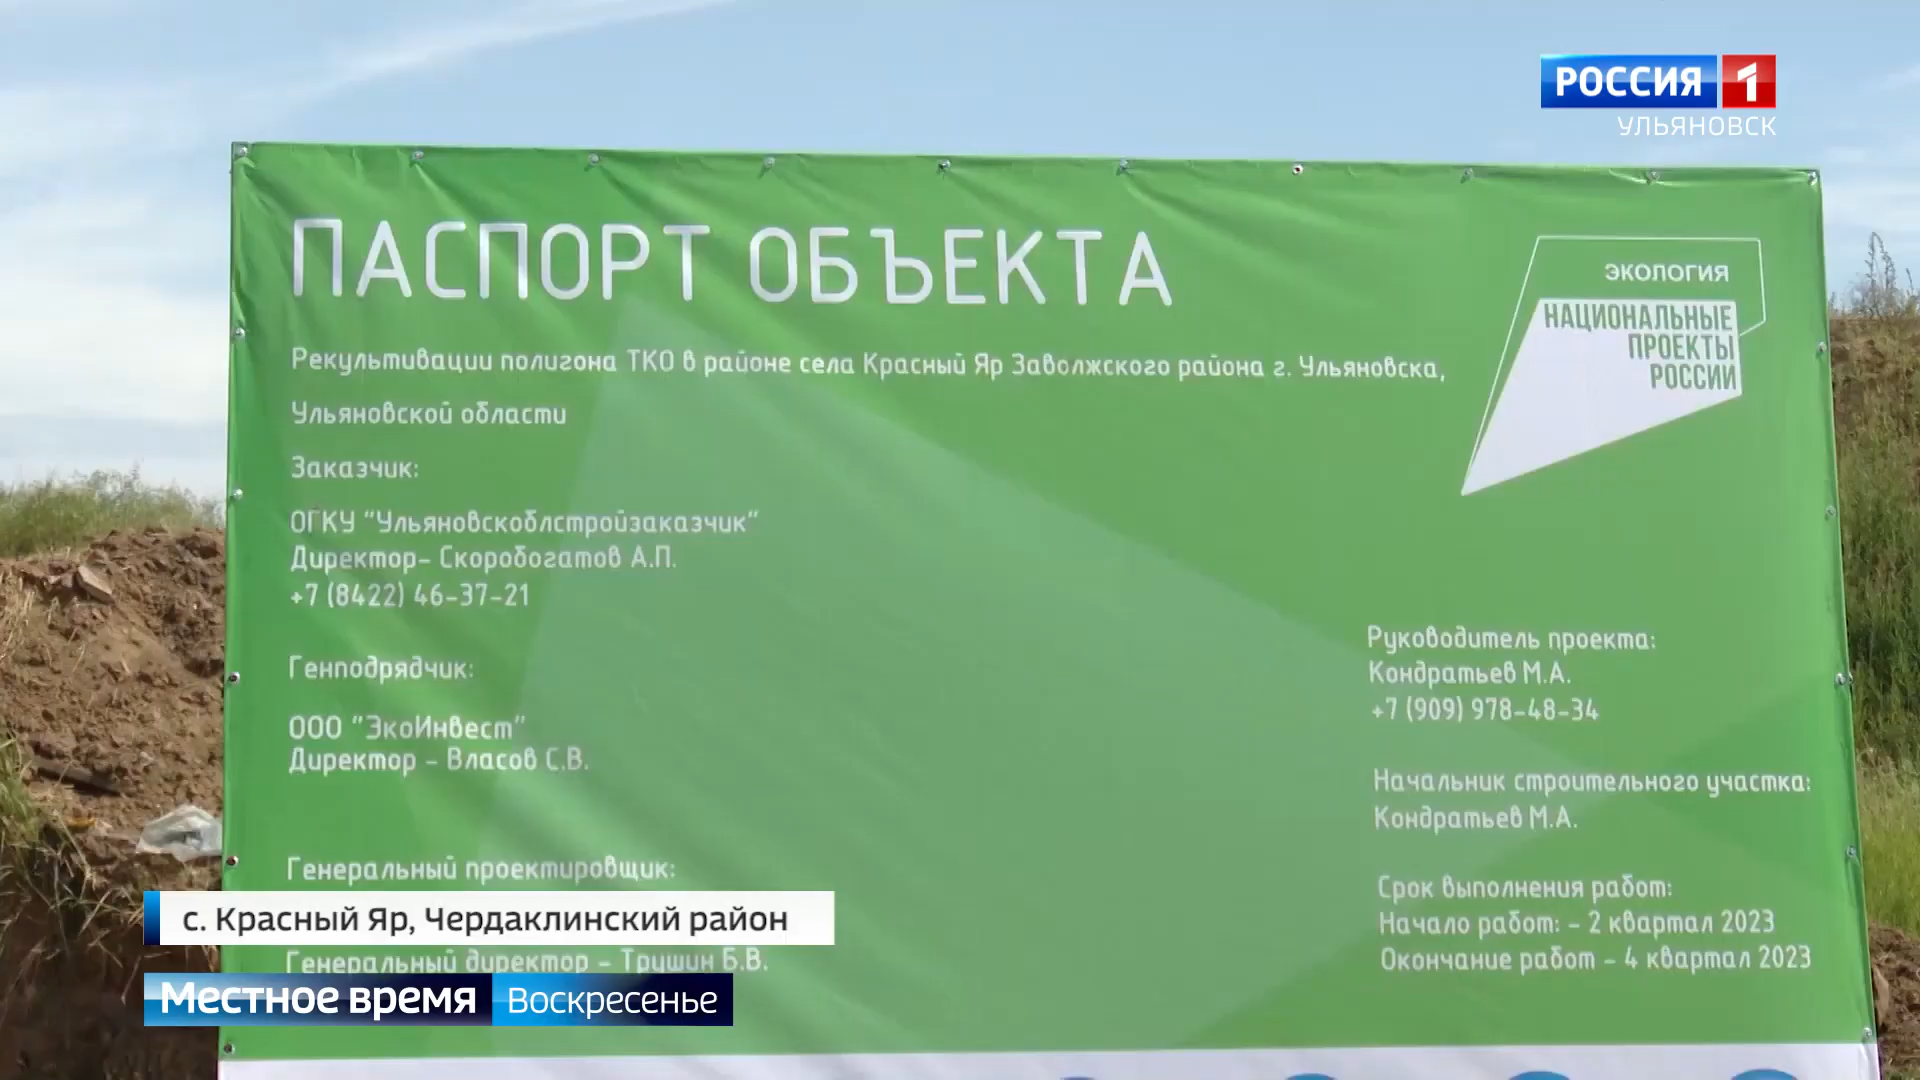 РОССИЯ 1
УЛЬЯНОВСК
ПАСПОРТ ОБЪЕКТА
ЭКОЛОГИЯ
НАЦИОНАЛЬНЫЕ
ПРОЕКТЫ
РОССИИ
Рекультивации полигона ТКО в районе села Красный Яр Заволжского района г. Ульяновска,
Ульяновской области
Заказчик:
ОГКУ "Ульяновскоблстройзаказчик"
Директор- Скоробогатов А.П.
+7 (8422) 46-37-21
Генподрядчик:
ООО "ЭкоИнвест"
Директор - Власов С.В.
Генеральный проектировщик:
Генеральный директор - Трушин Б.В.
Руководитель проекта:
Кондратьев М.А.
+7 (909) 978-48-34
Начальник строительного участка:
Кондратьев М.А.
Срок выполнения работ:
Начало работ: - 2 квартал 2023
Окончание работ - 4 квартал 2023
с. Красный Яр, Чердаклинский район
Местное время Воскресенье